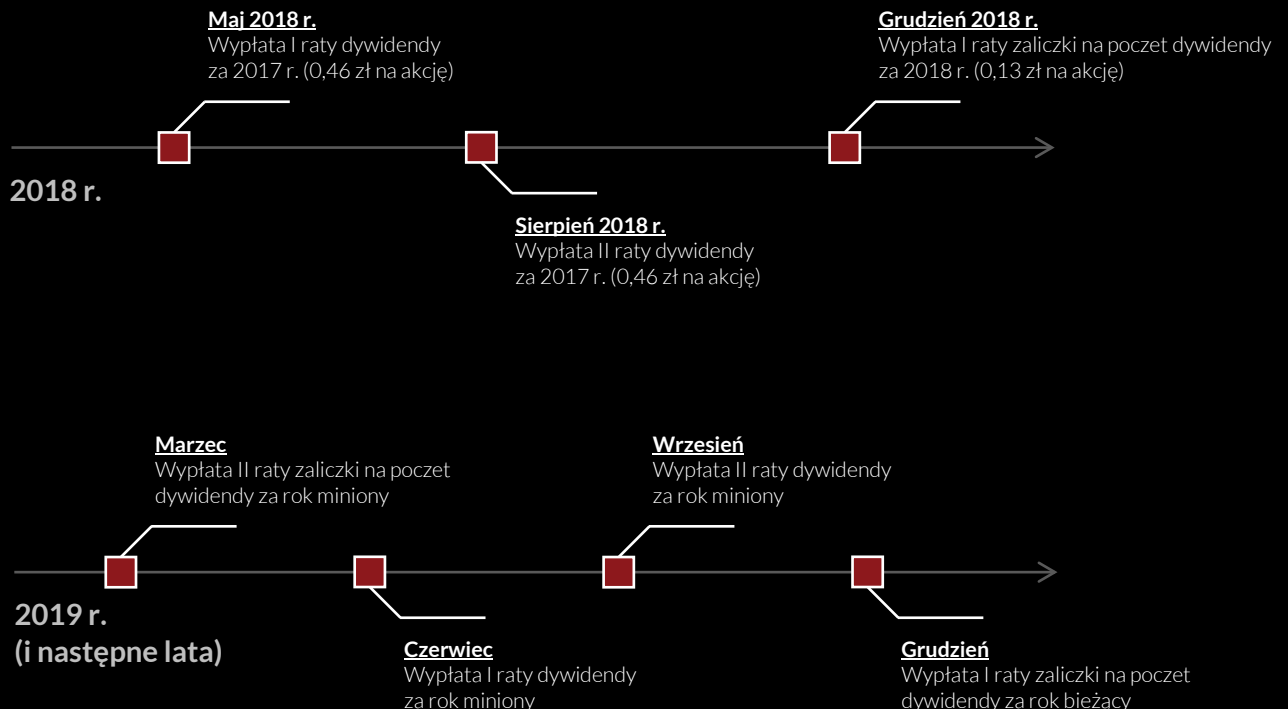 Maj 2018 r.
Wypłata I raty dywidendy
za 2017 r. (0,46 zł na akcję)
Grudzień 2018 r.
Wypłata I raty zaliczki na poczet dywidendy
za 2018 r. (0,13 zł na akcję)
2018 r.
Sierpień 2018 r.
Wypłata II raty dywidendy
za 2017 r. (0,46 zł na akcję)
Marzec
Wypłata II raty zaliczki na poczet
dywidendy za rok miniony
Wrzesień
Wypłata II raty dywidendy
za rok miniony
2019 r.
(i następne lata)
Czerwiec
Wypłata I raty dywidendy
za rok miniony
Grudzień
Wypłata I raty zaliczki na poczet
dywidendy za rok bieżący